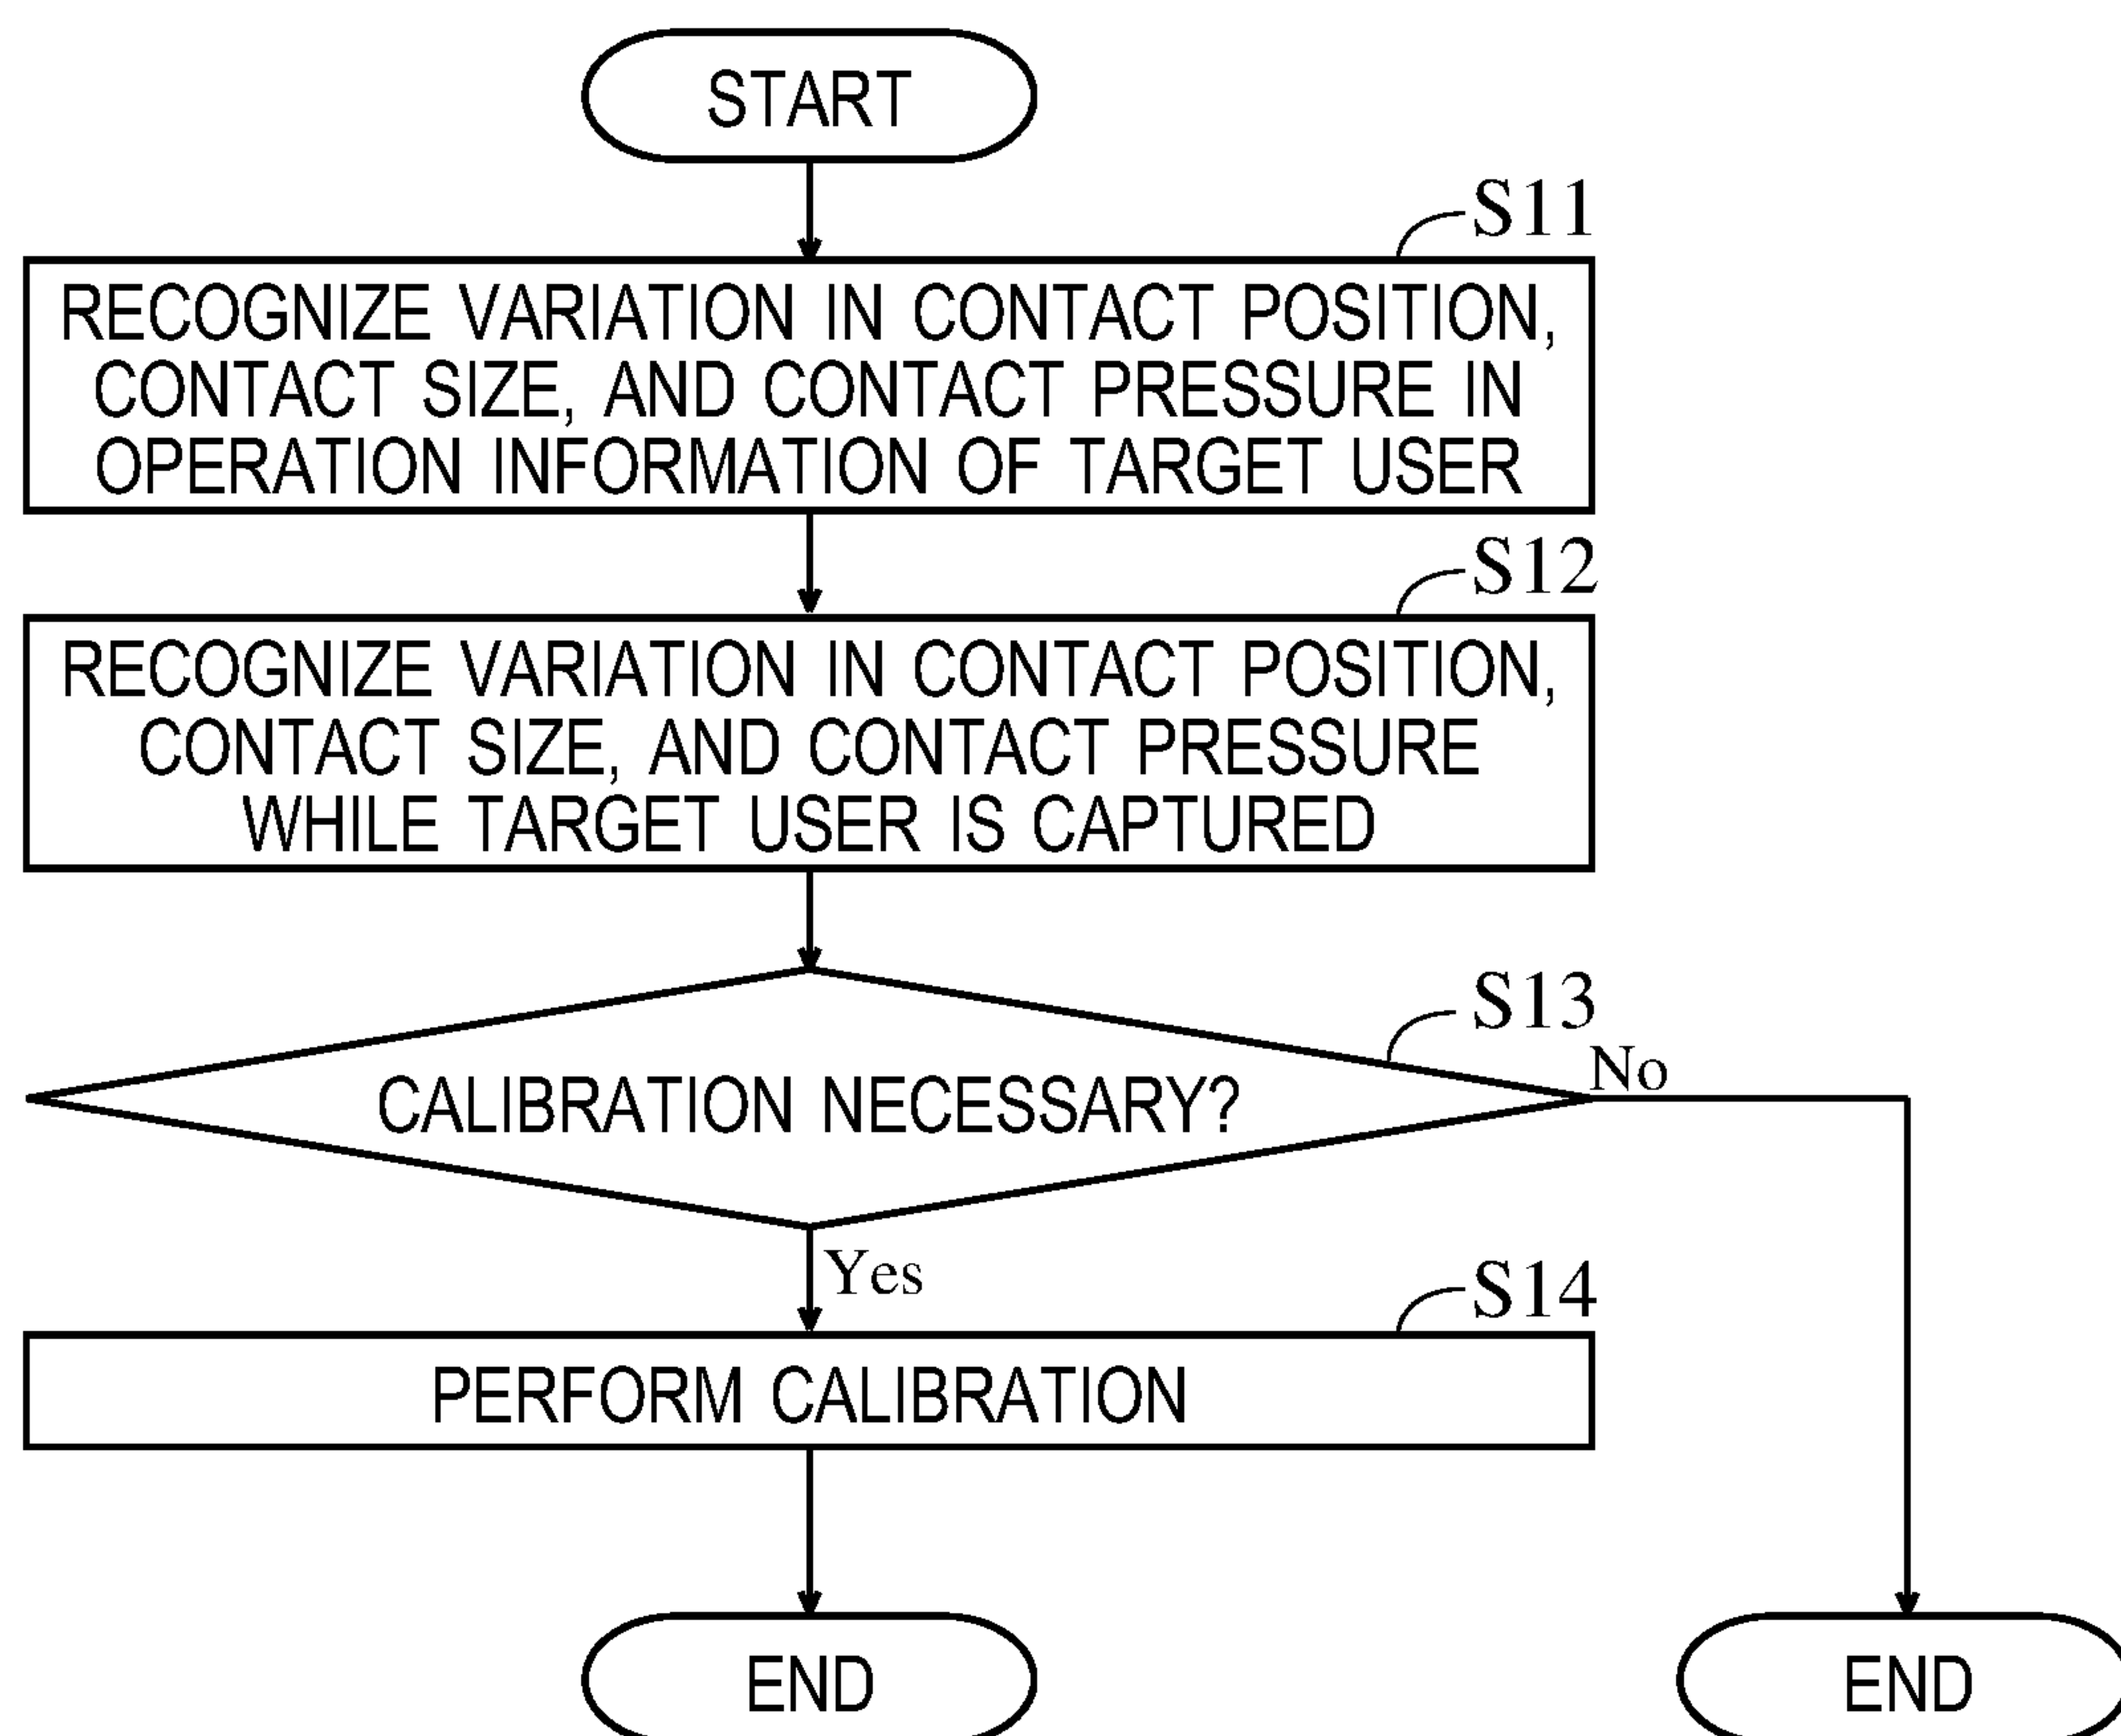 START
S11
RECOGNIZE VARIATION IN CONTACT POSITION,
CONTACT SIZE, AND CONTACT PRESSURE IN
OPERATION INFORMATION OF TARGET USER
S12
RECOGNIZE VARIATION IN CONTACT POSITION,
CONTACT SIZE, AND CONTACT PRESSURE
WHILE TARGET USER IS CAPTURED
S13
CALIBRATION NECESSARY?
No
Yes
S14
PERFORM CALIBRATION
END
END